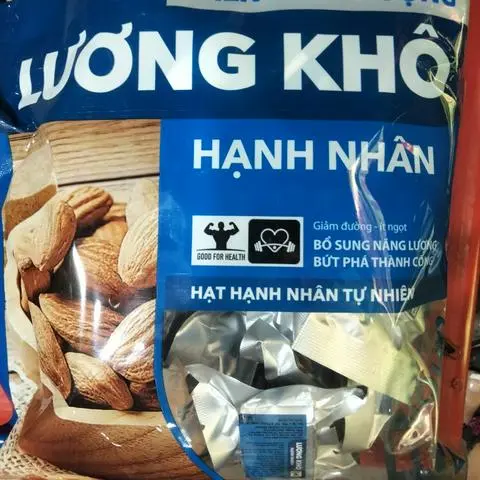 LƯƠNG KHÔ
HẠNH NHÂN
GOOD FOR HEALTH
Giảm đường - ít ngọt
BỔ SUNG NĂNG LƯỢNG
BỨT PHÁ THÀNH CÔNG
HẠT HẠNH NHÂN TỰ NHIÊN
LƯƠNG KHÔ